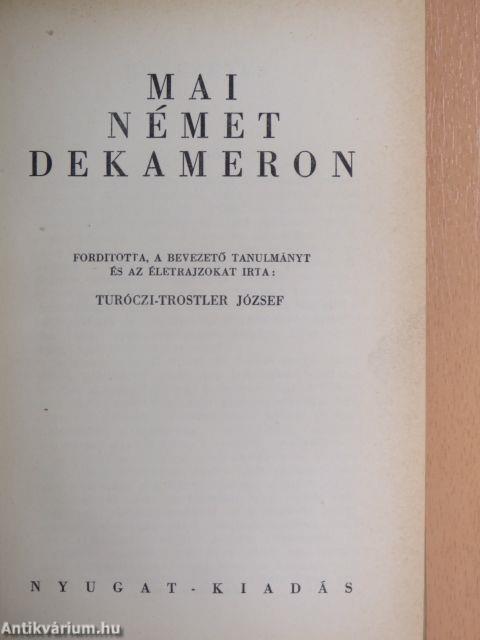 MAI
NÉMET
DEKAMERON
FORDITOTTA, A BEVEZETŐ TANULMÁNYT
ÉS AZ ÉLETRAJZOKAT IRTA:
TURÓCZI-TROSTLER JÓZSEF
NYUGAT-KIADÁS
Antikvárium.hu